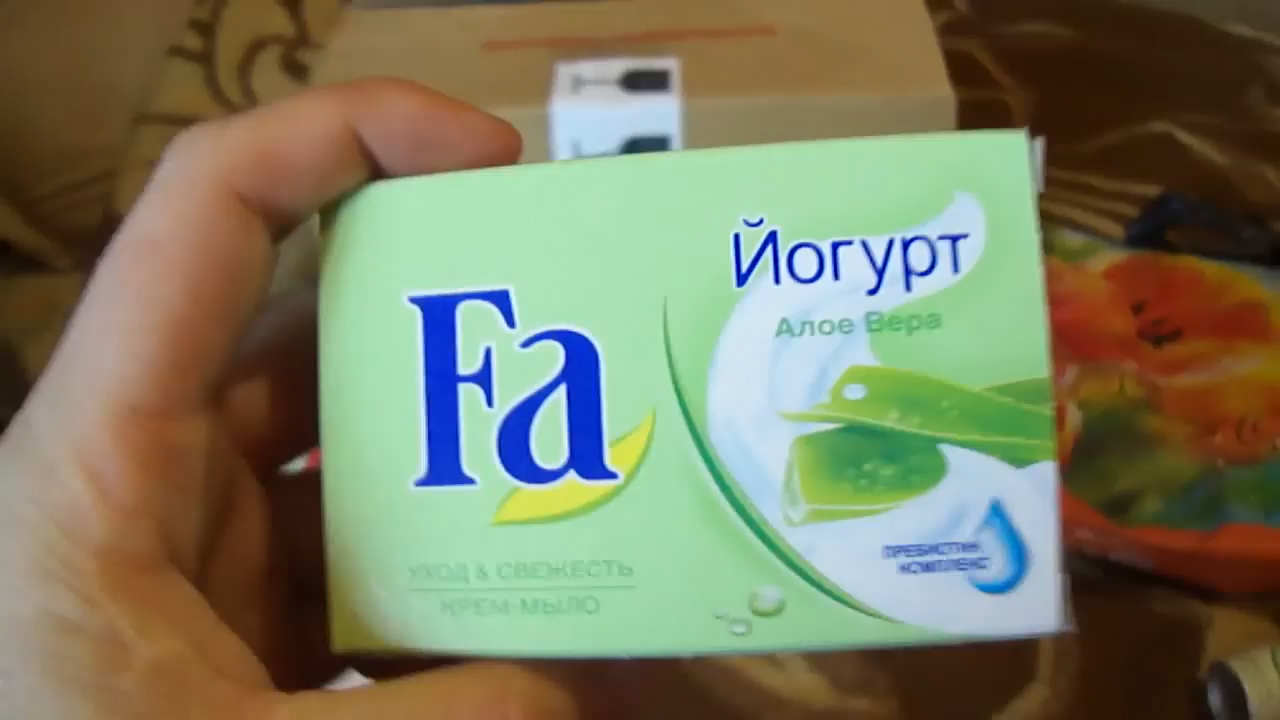 Fa
Йогурт
Алое Вера
ПРЕБИОТИК
КОМПЛЕКС
УХОД & СВЕЖЕСТЬ
КРЕМ-МЫЛО